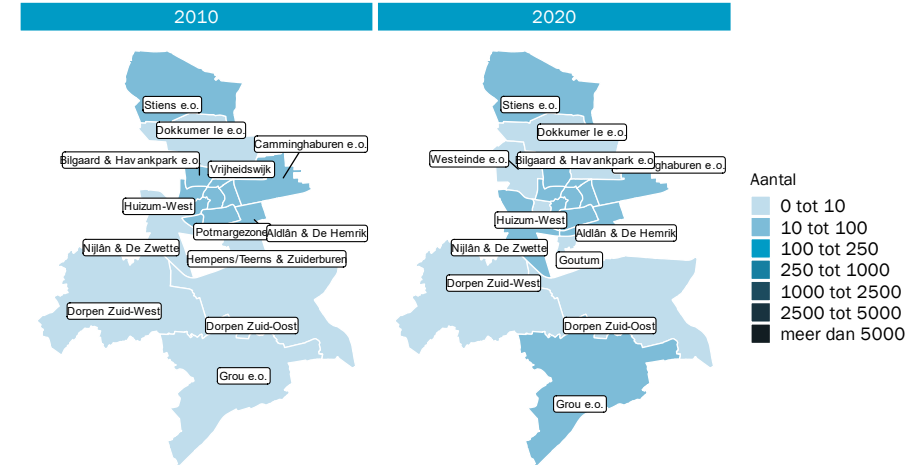 2010
2020
Stiens e.o.
Dokkumer Ie e.o.
Camminghaburen e.o.
Bilgaard & Havankpark e.o.
Vrijheidswijk
Huizum-West
Potmargezone
Aldlân & De Hemrik
Nijlân & De Zwette
Hempens/Teerns & Zuiderburen
Dorpen Zuid-West
Dorpen Zuid-Oost
Grou e.o.
Stiens e.o.
Dokkumer Ie e.o.
Westeinde e.o.
Bilgaard & Havankpark e.o.
ghaburen e.o.
Huizum-West
Aldlân & De Hemrik
Nijlân & De Zwette
Goutum
Dorpen Zuid-West
Dorpen Zuid-Oost
Grou e.o.
Aantal
0 tot 10
10 tot 100
100 tot 250
250 tot 1000
1000 tot 2500
2500 tot 5000
meer dan 5000